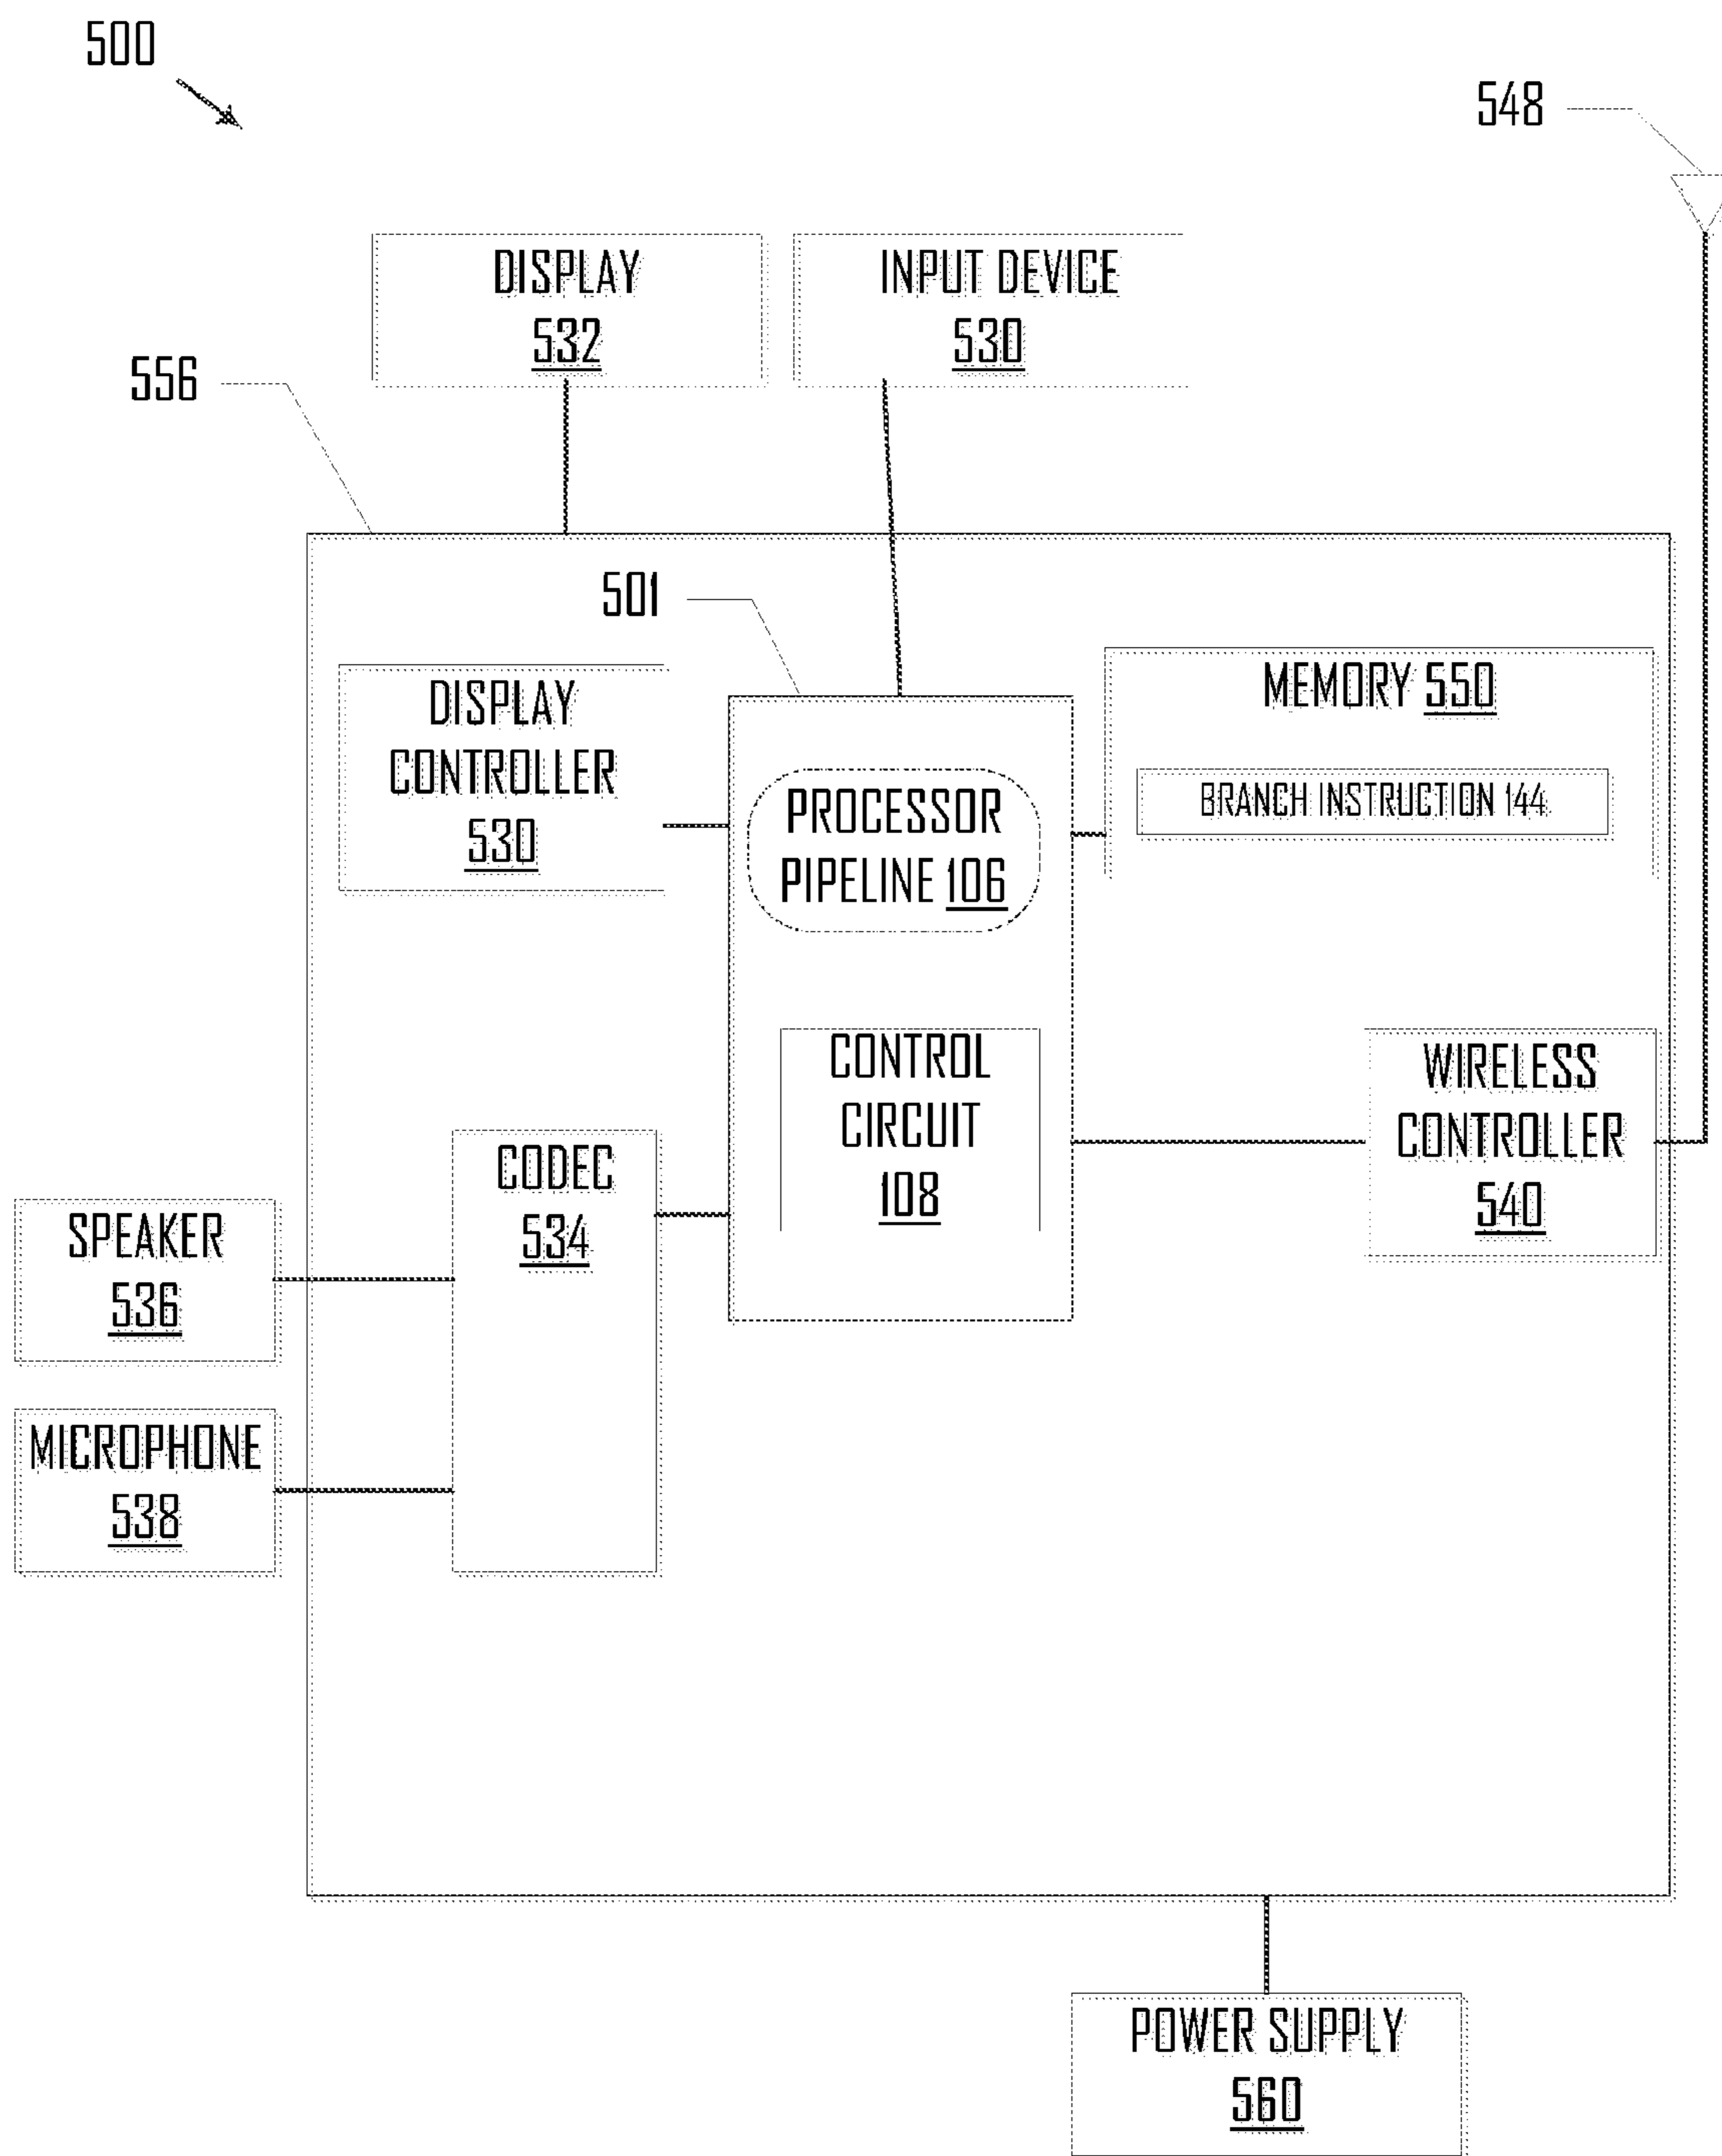 500
548
DISPLAY
532
INPUT DEVICE
530
556
501
DISPLAY
CONTROLLER
530
PROCESSOR
PIPELINE 106
MEMORY 550
BRANCH INSTRUCTION 144
CONTROL
CIRCUIT
108
WIRELESS
CONTROLLER
540
CODEC
534
SPEAKER
536
MICROPHONE
538
POWER SUPPLY
560